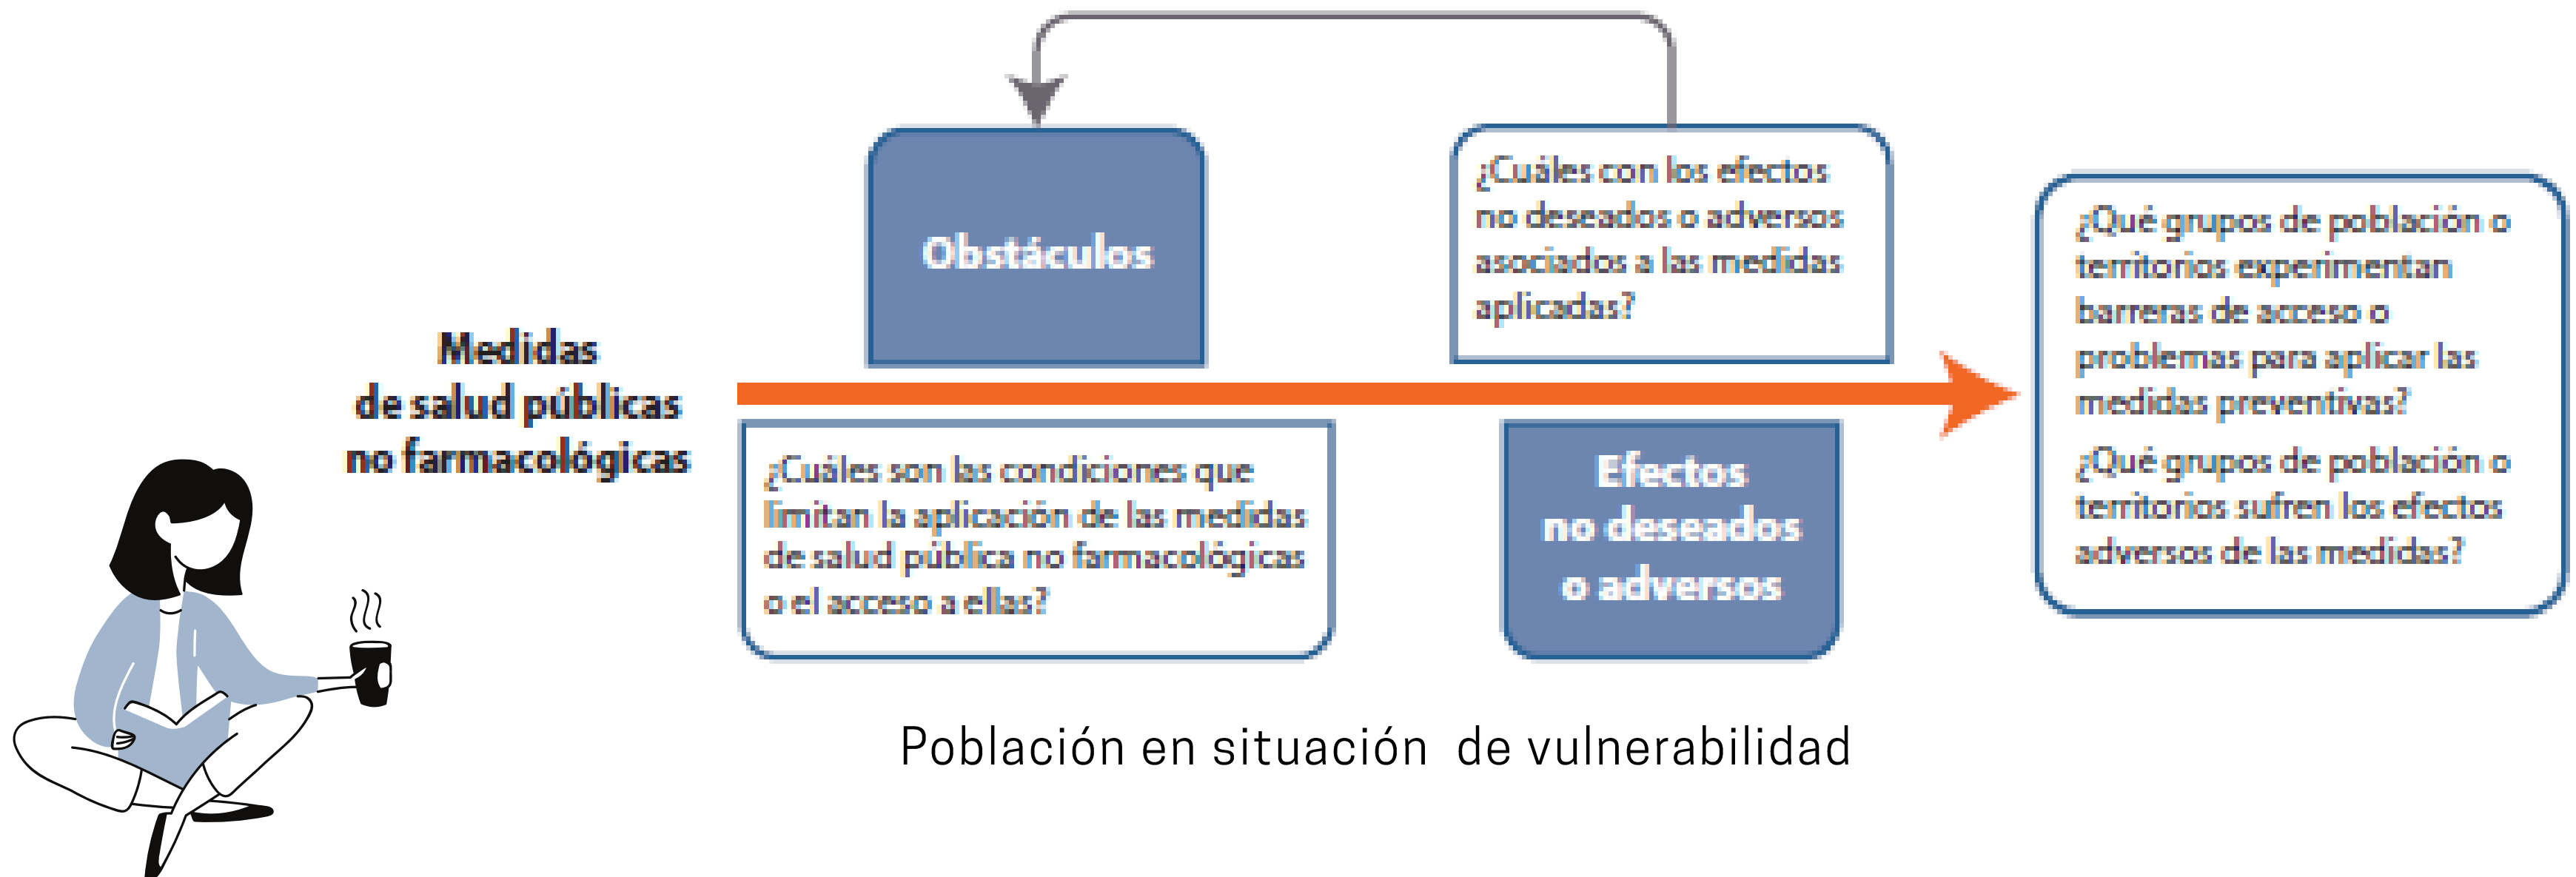 Medidas
de salud públicas
no farmacológicas
Obstáculos
¿Cuáles son las condiciones que
limitan la aplicación de las medidas
de salud pública no farmacológicas
o el acceso a ellas?
¿Cuáles con los efectos
no deseados o adversos
asociados a las medidas
aplicadas?
Efectos
no deseados
o adversos
¿Qué grupos de población o
territorios experimentan
barreras de acceso o
problemas para aplicar las
medidas preventivas?
¿Qué grupos de población o
territorios sufren los efectos
adversos de las medidas?
Población en situación de vulnerabilidad